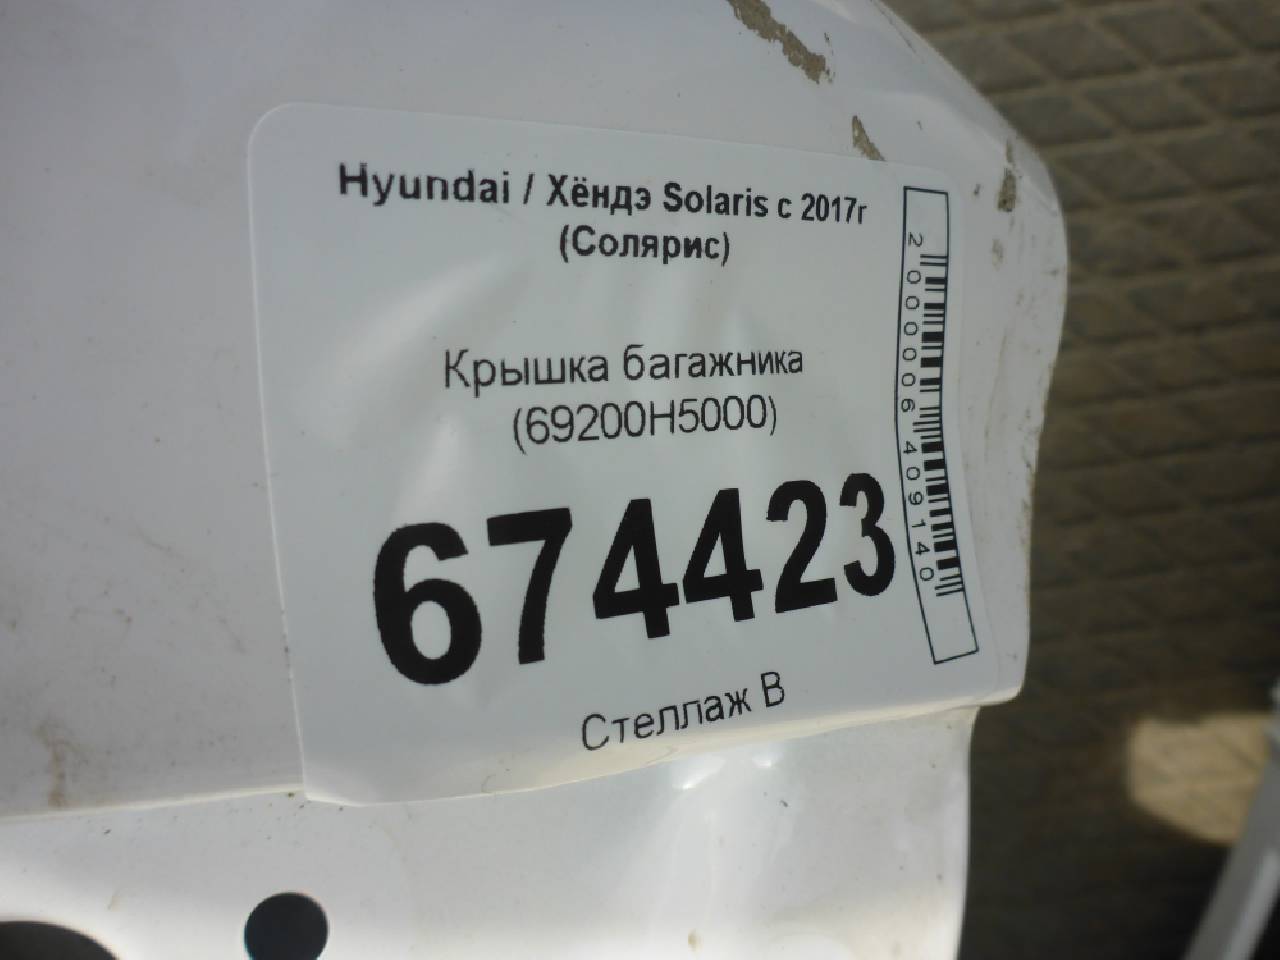 Hyundai / Хёндэ Solaris с 2017г
(Солярис)
Крышка багажника
(69200H5000)
674423
Стеллаж B
2000006409140